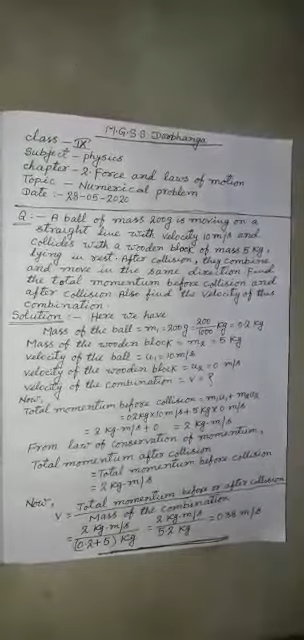 M.G.S.S Darbhanga
class - IX
Subject - physics
chapter - 2. Force and laws of motion
Topic - Numerical problem
Date :- 28-05-2020
Q :- A ball of mass 200g is moving on a
straight line with velocity 10 m/s and
collides with a wooden block of mass 5 kg,
lying in rest. After collision, they combine
and move in the same direction Find
the total momentum before collision and
after collision. Also find the velocity of this
combination.
Solution :- Here we have
Mass of the ball = m₁ = 200g = 200/1000 kg = 0.2 kg
Mass of the wooden block = m₂ = 5 kg
velocity of the ball = u₁ = 10 m/s
velocity of the wooden block = u₂ = 0 m/s
velocity of the combination = v = ?
Now,
Total momentum before collision = m₁u₁ + m₂u₂
= 0.2 kg x 10 m/s + 5 kg x 0 m/s
= 2 kg·m/s + 0 = 2 kg·m/s
From law of conservation of momentum,
Total momentum after collision
= Total momentum before collision
= 2 kg·m/s
Now,
v = Total momentum before or after collision / Mass of the combination
= 2 kg·m/s / (0.2+5) kg = 2 kg·m/s / 5.2 kg = 0.38 m/s